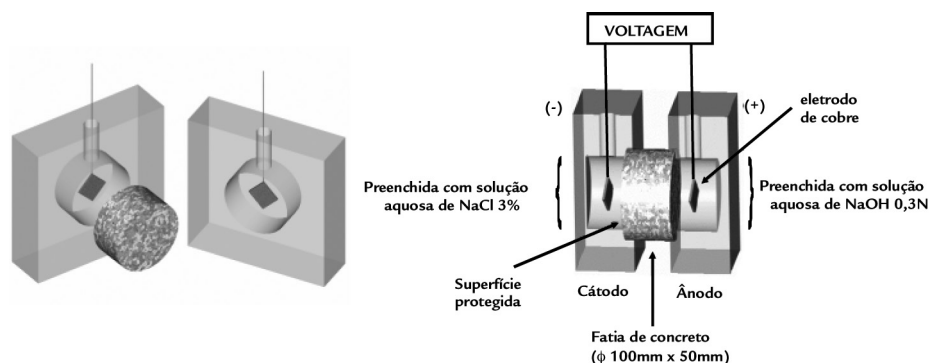 VOLTAGEM
(-)
(+)
eletrodo
de cobre
Preenchida com solução
aquosa de NaCl 3%
Preenchida com solução
aquosa de NaOH 0,3N
Superfície
protegida
Cátodo
Ânodo
Fatia de concreto
(ϕ 100mm x 50mm)